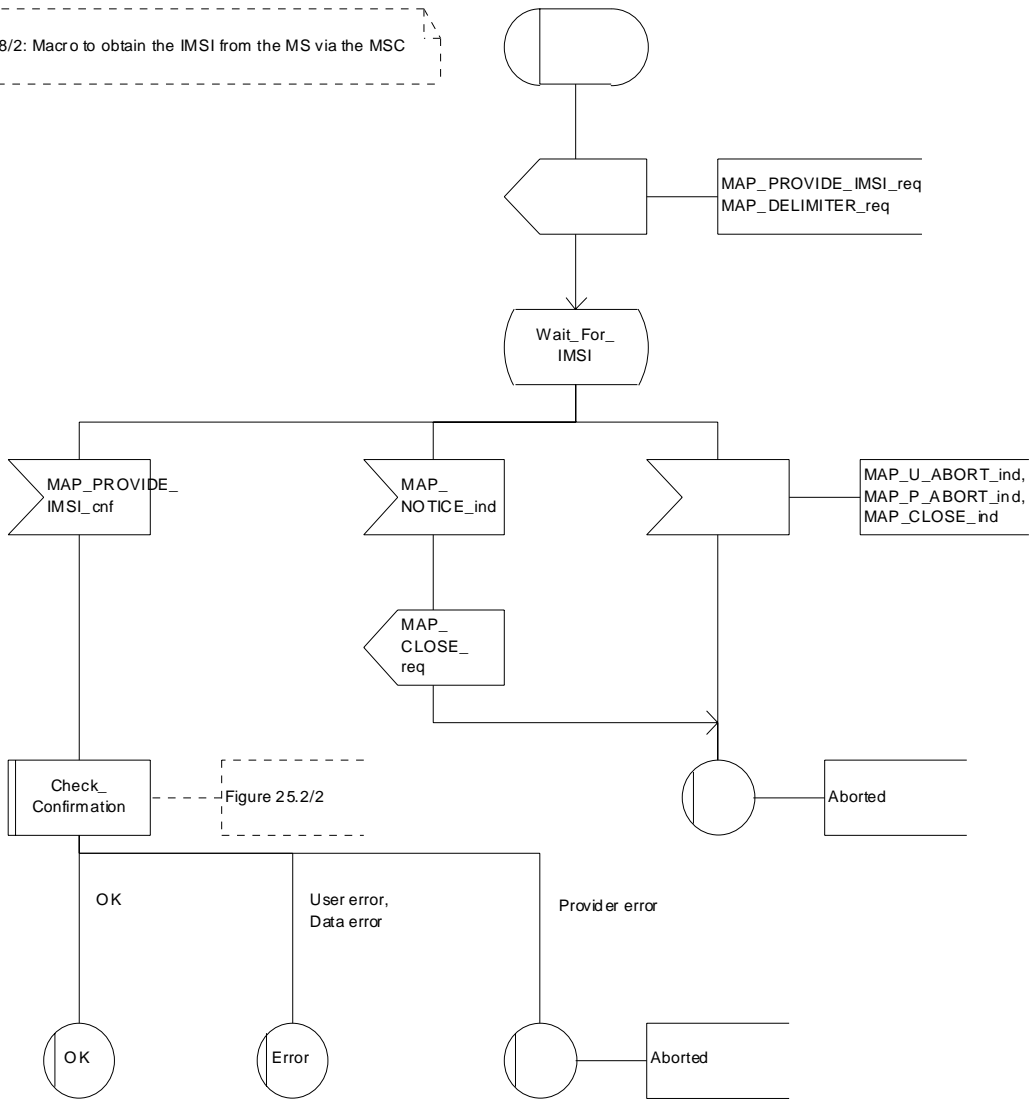 8/2: Macro to obtain the IMSI from the MS via the MSC
MAP_PROVIDE_IMSI_req
MAP_DELIMITER_req
Wait_For_
IMSI
MAP_PROVIDE_
IMSI_cnf
MAP_
NOTICE_ind
MAP_U_ABORT_ind,
MAP_P_ABORT_ind,
MAP_CLOSE_ind
MAP_
CLOSE_
req
Check_
Confirmation
Figure 25.2/2
Aborted
OK
User error,
Data error
Provider error
OK
Error
Aborted